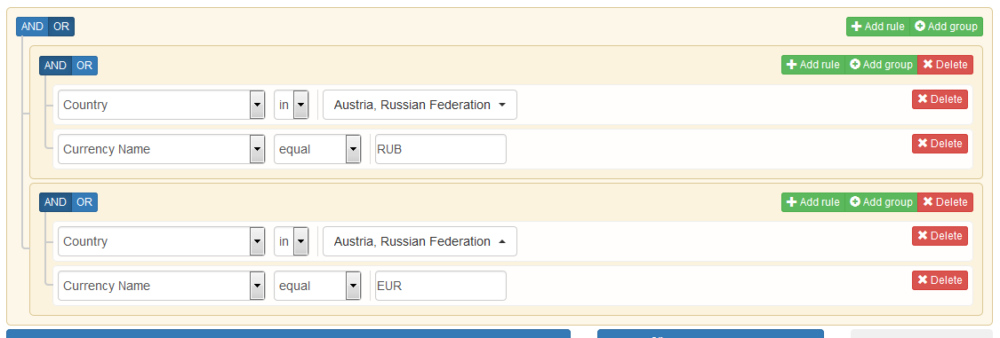 AND OR Add rule Add group
AND OR Add rule Add group Delete
Country in Austria, Russian Federation Delete
Currency Name equal RUB Delete
AND OR Add rule Add group Delete
Country in Austria, Russian Federation Delete
Currency Name equal EUR Delete